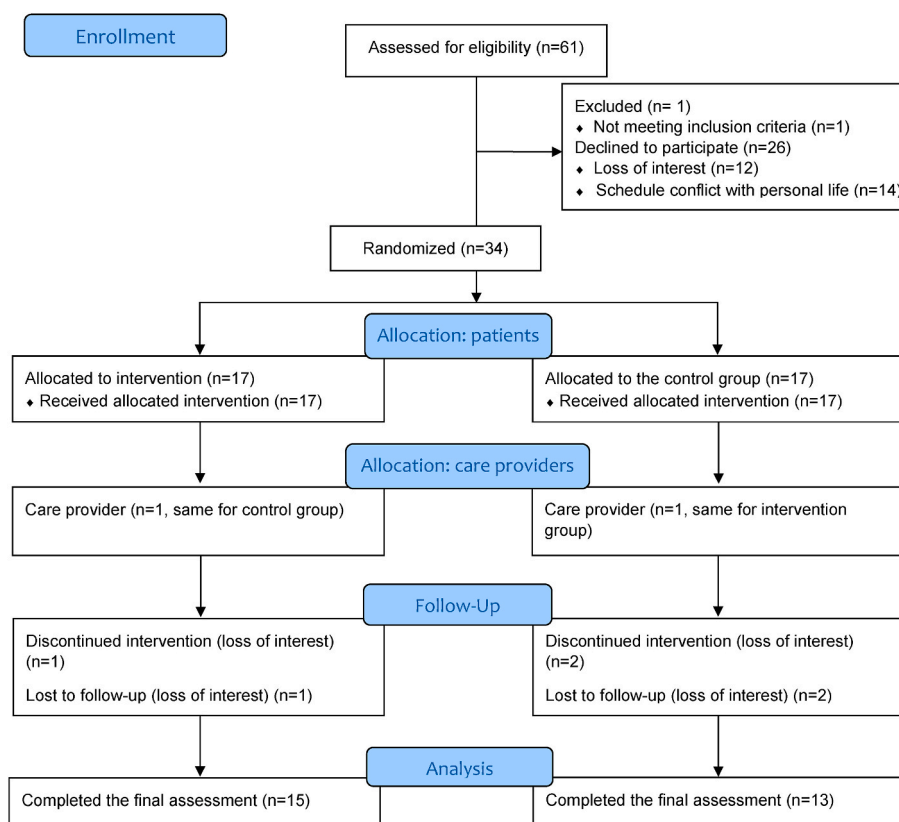 Enrollment
Assessed for eligibility (n=61)
Excluded (n= 1)
♦ Not meeting inclusion criteria (n=1)
Declined to participate (n=26)
♦ Loss of interest (n=12)
♦ Schedule conflict with personal life (n=14)
Randomized (n=34)
Allocation: patients
Allocated to intervention (n=17)
♦ Received allocated intervention (n=17)
Allocated to the control group (n=17)
♦ Received allocated intervention (n=17)
Allocation: care providers
Care provider (n=1, same for control group)
Care provider (n=1, same for intervention
group)
Follow-Up
Discontinued intervention (loss of interest)
(n=1)
Lost to follow-up (loss of interest) (n=1)
Discontinued intervention (loss of interest)
(n=2)
Lost to follow-up (loss of interest) (n=2)
Analysis
Completed the final assessment (n=15)
Completed the final assessment (n=13)